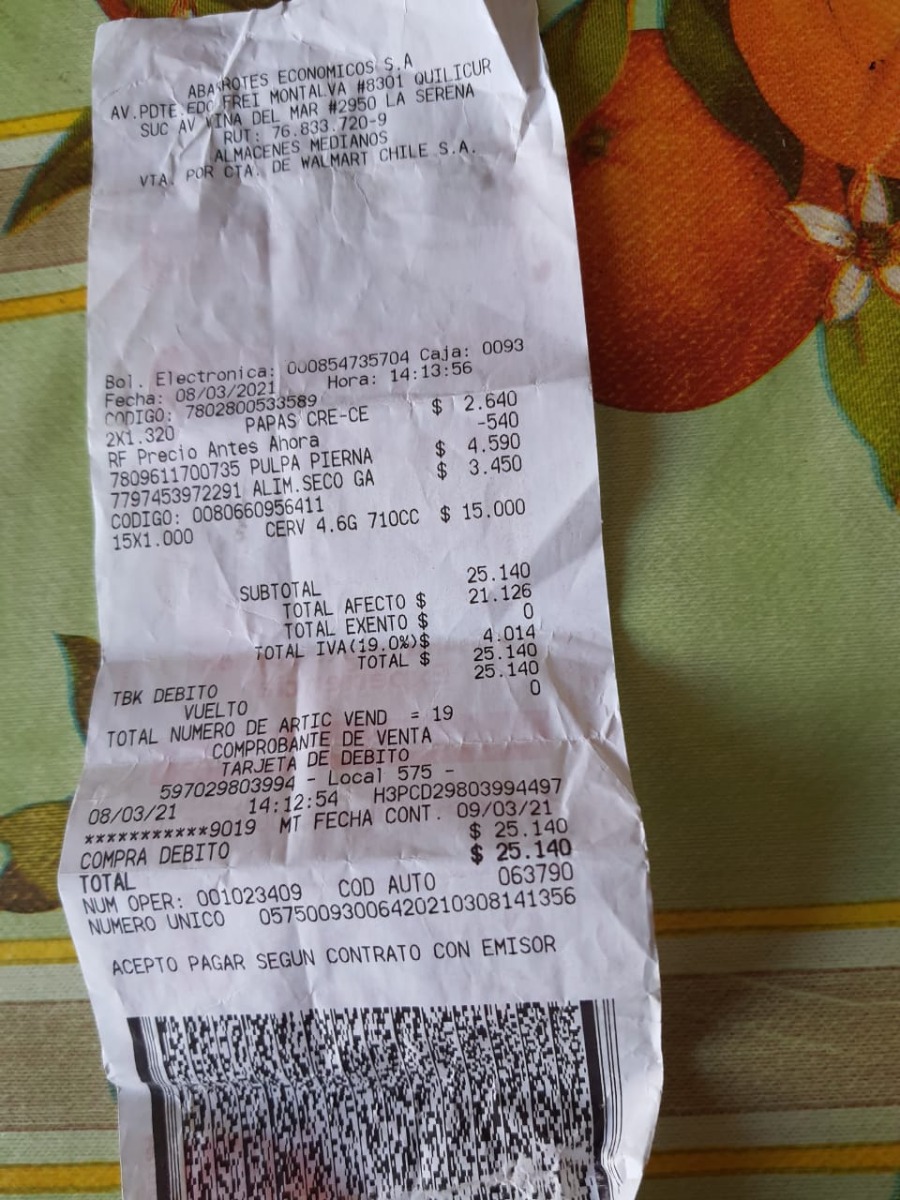 ABARROTES ECONOMICOS S.A
AV.PDTE.EDO FREI MONTALVA #8301 QUILICUR
SUC AV VINA DEL MAR #2950 LA SERENA
RUT: 76.833.720-9
ALMACENES MEDIANOS
VTA. POR CTA. DE WALMART CHILE S.A.
Bol. Electronica: 000854735704 Caja: 0093
Fecha: 08/03/2021 Hora: 14:13:56
CODIGO: 7802800533589
2X1.320 PAPAS CRE-CE $ 2.640
RF Precio Antes Ahora -540
7809611700735 PULPA PIERNA $ 4.590
7797453972291 ALIM.SECO GA $ 3.450
CODIGO: 0080660956411
15X1.000 CERV 4.6G 710CC $ 15.000
SUBTOTAL 25.140
TOTAL AFECTO $ 21.126
TOTAL EXENTO $ 0
TOTAL IVA(19.0%)$ 4.014
TOTAL $ 25.140
TBK DEBITO 25.140
VUELTO 0
TOTAL NUMERO DE ARTIC VEND = 19
COMPROBANTE DE VENTA
TARJETA DE DEBITO
597029803994 - Local 575 -
08/03/21 14:12:54 H3PCD29803994497
***********9019 MT FECHA CONT. 09/03/21
COMPRA DEBITO $ 25.140
TOTAL $ 25.140
NUM OPER: 001023409 COD AUTO 063790
NUMERO UNICO 05750093006420210308141356
ACEPTO PAGAR SEGUN CONTRATO CON EMISOR